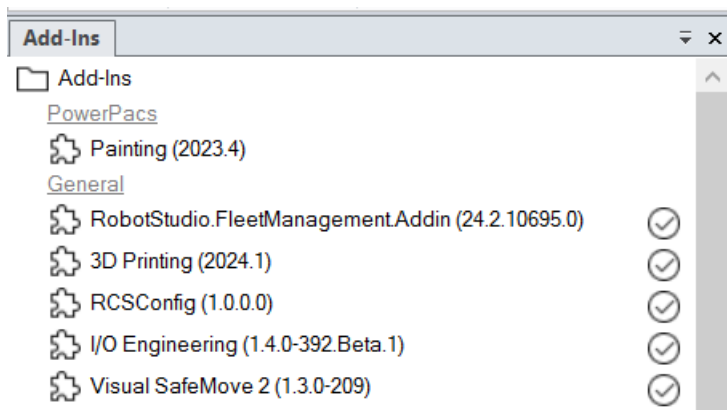 Add-Ins
Add-Ins
PowerPacs
Painting (2023.4)
General
RobotStudio.FleetManagement.Addin (24.2.10695.0)
3D Printing (2024.1)
RCSConfig (1.0.0.0)
I/O Engineering (1.4.0-392.Beta.1)
Visual SafeMove 2 (1.3.0-209)